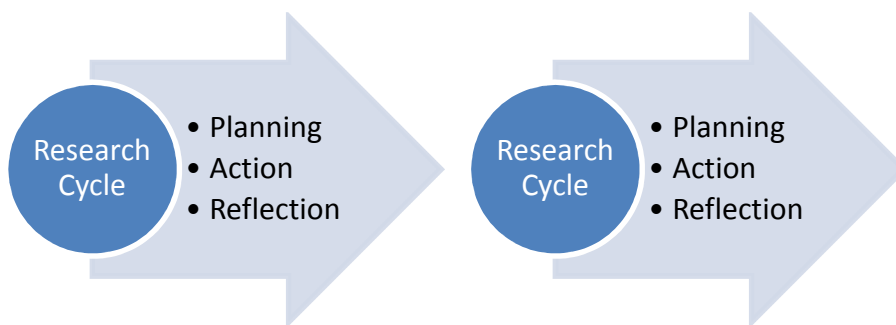 Research
Cycle
• Planning
• Action
• Reflection
Research
Cycle
• Planning
• Action
• Reflection